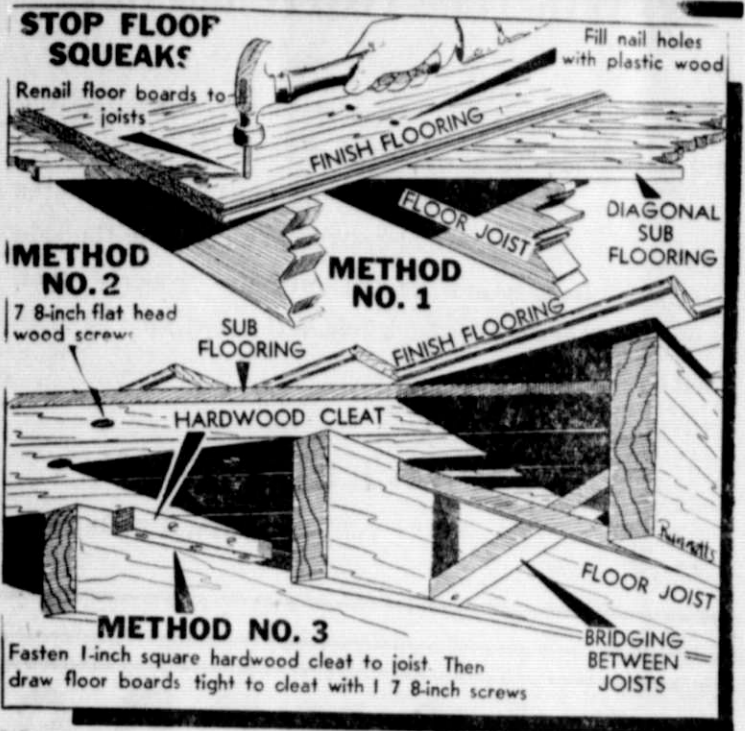 STOP FLOOR
SQUEAKS
Renail floor boards to
joists
Fill nail holes
with plastic wood
FINISH FLOORING
FLOOR JOIST
DIAGONAL
SUB
FLOORING
METHOD
NO. 1
METHOD
NO. 2
7 8-inch flat head
wood screws
SUB
FLOORING
FINISH FLOORING
HARDWOOD CLEAT
FLOOR JOIST
BRIDGING
BETWEEN
JOISTS
METHOD NO. 3
Fasten 1-inch square hardwood cleat to joist. Then
draw floor boards tight to cleat with 1 7 8-inch screws